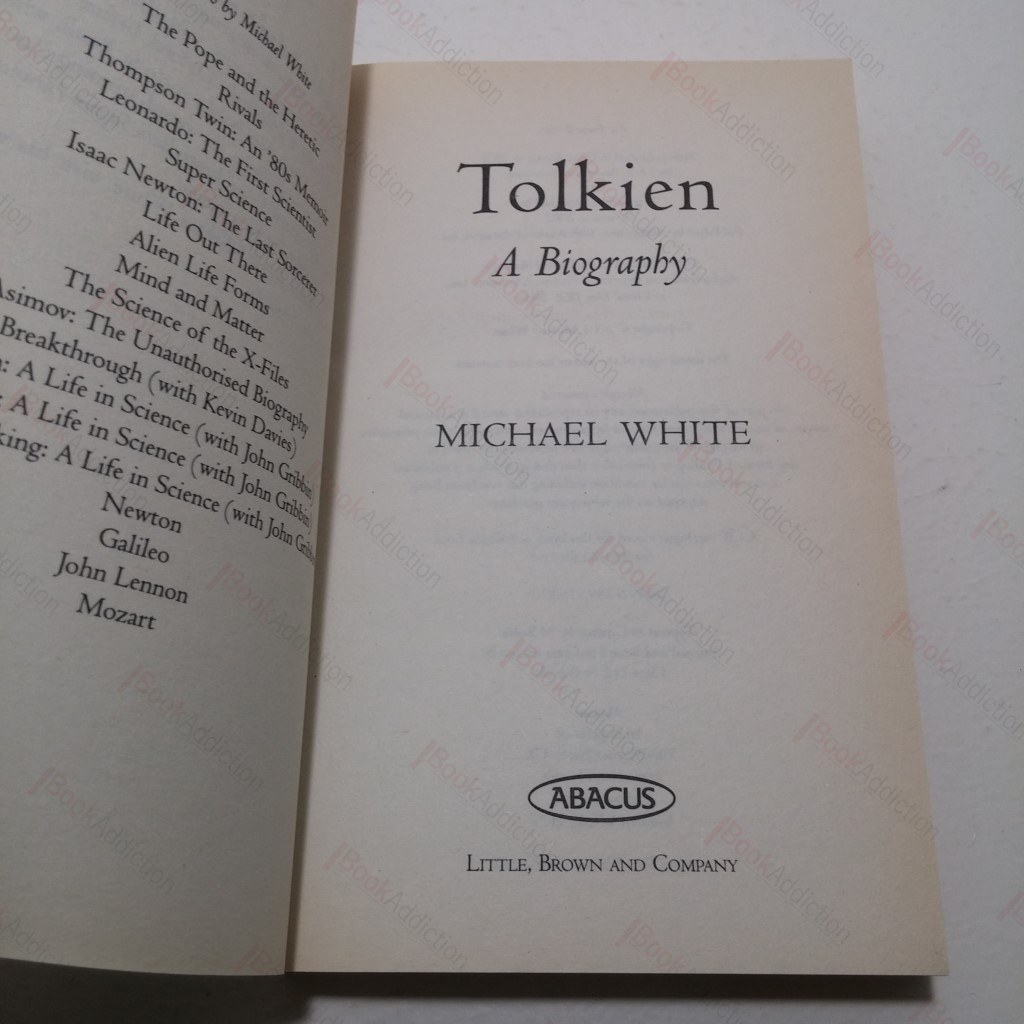 by Michael White
The Pope and the Heretic
Rivals
Thompson Twin: An '80s Memoir
Leonardo: The First Scientist
Super Science
Isaac Newton: The Last Sorcerer
Life Out There
Alien Life Forms
Mind and Matter
The Science of the X-Files
Asimov: The Unauthorised Biography
Breakthrough (with Kevin Davies)
: A Life in Science (with John Gribbin)
: A Life in Science (with John Gribbin)
king: A Life in Science (with John Gribbin
Newton
Galileo
John Lennon
Mozart
Tolkien
A Biography
MICHAEL WHITE
ABACUS
LITTLE, BROWN AND COMPANY
BookAddiction